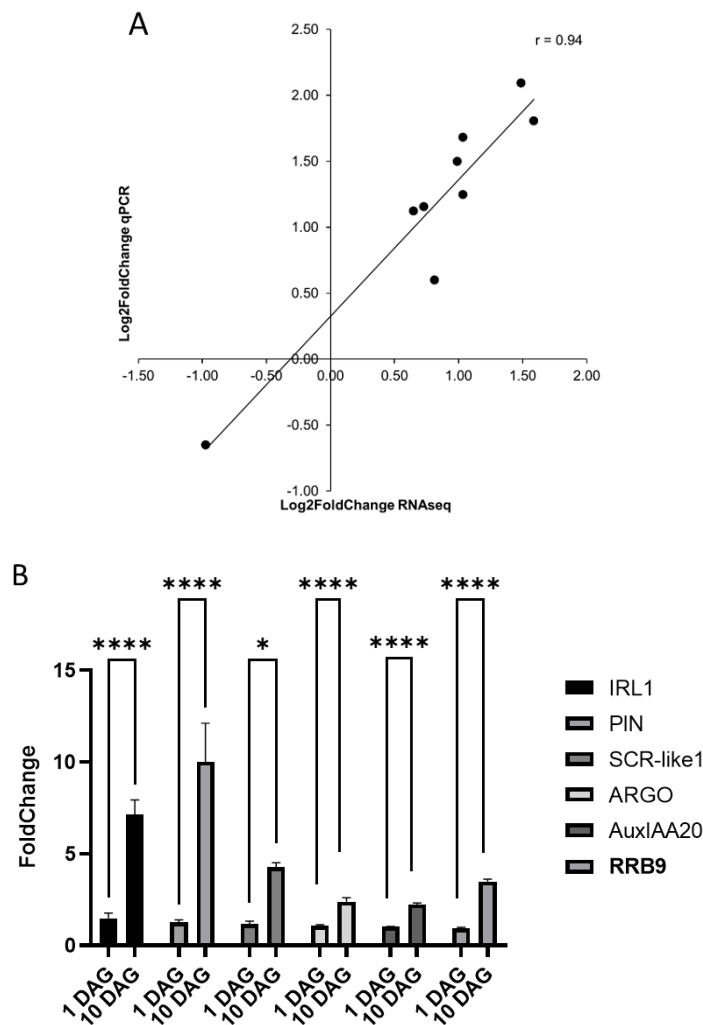 A
r = 0.94
2.50
2.00
1.50
1.00
0.50
0.00
-0.50
-1.00
-1.50 -1.00 -0.50 0.00 0.50 1.00 1.50 2.00
Log2FoldChange qPCR
Log2FoldChange RNAseq
B
**** **** * **** **** ****
15
10
5
0
FoldChange
1 DAG 10 DAG 1 DAG 10 DAG 1 DAG 10 DAG 1 DAG 10 DAG 1 DAG 10 DAG 1 DAG 10 DAG
IRL1
PIN
SCR-like1
ARGO
AuxIAA20
RRB9